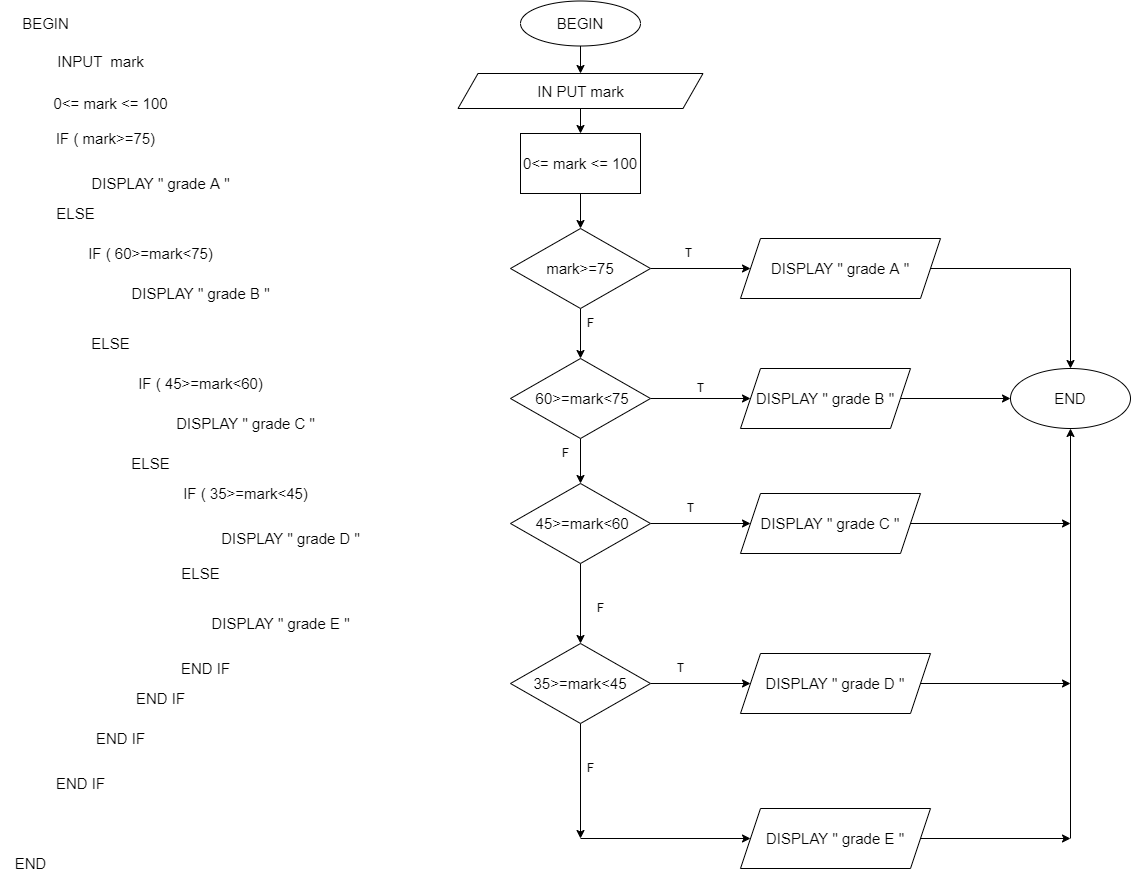 BEGIN
INPUT  mark
0<= mark <= 100
IF ( mark>=75)
DISPLAY " grade A "
ELSE
IF ( 60>=mark<75)
DISPLAY " grade B "
ELSE
IF ( 45>=mark<60)
DISPLAY " grade C "
ELSE
IF ( 35>=mark<45)
DISPLAY " grade D "
ELSE
DISPLAY " grade E "
END IF
END IF
END IF
END IF
END
BEGIN
IN PUT mark
0<= mark <= 100
mark>=75
T
DISPLAY " grade A "
F
60>=mark<75
T
DISPLAY " grade B "
END
F
45>=mark<60
T
DISPLAY " grade C "
F
35>=mark<45
T
DISPLAY " grade D "
F
DISPLAY " grade E "